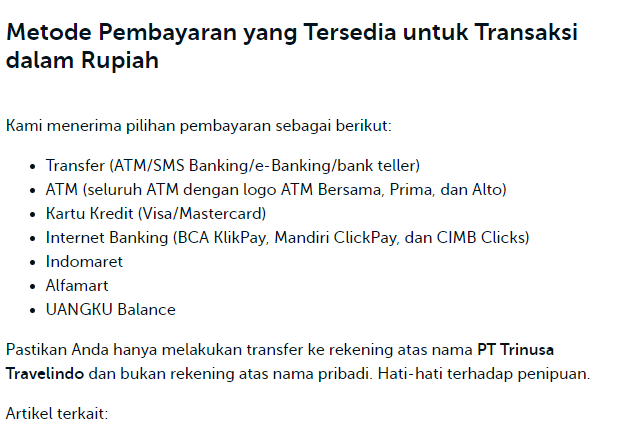 Metode Pembayaran yang Tersedia untuk Transaksi
dalam Rupiah
Kami menerima pilihan pembayaran sebagai berikut:
• Transfer (ATM/SMS Banking/e-Banking/bank teller)
• ATM (seluruh ATM dengan logo ATM Bersama, Prima, dan Alto)
• Kartu Kredit (Visa/Mastercard)
• Internet Banking (BCA KlikPay, Mandiri ClickPay, dan CIMB Clicks)
• Indomaret
• Alfamart
• UANGKU Balance
Pastikan Anda hanya melakukan transfer ke rekening atas nama PT Trinusa
Travelindo dan bukan rekening atas nama pribadi. Hati-hati terhadap penipuan.
Artikel terkait: